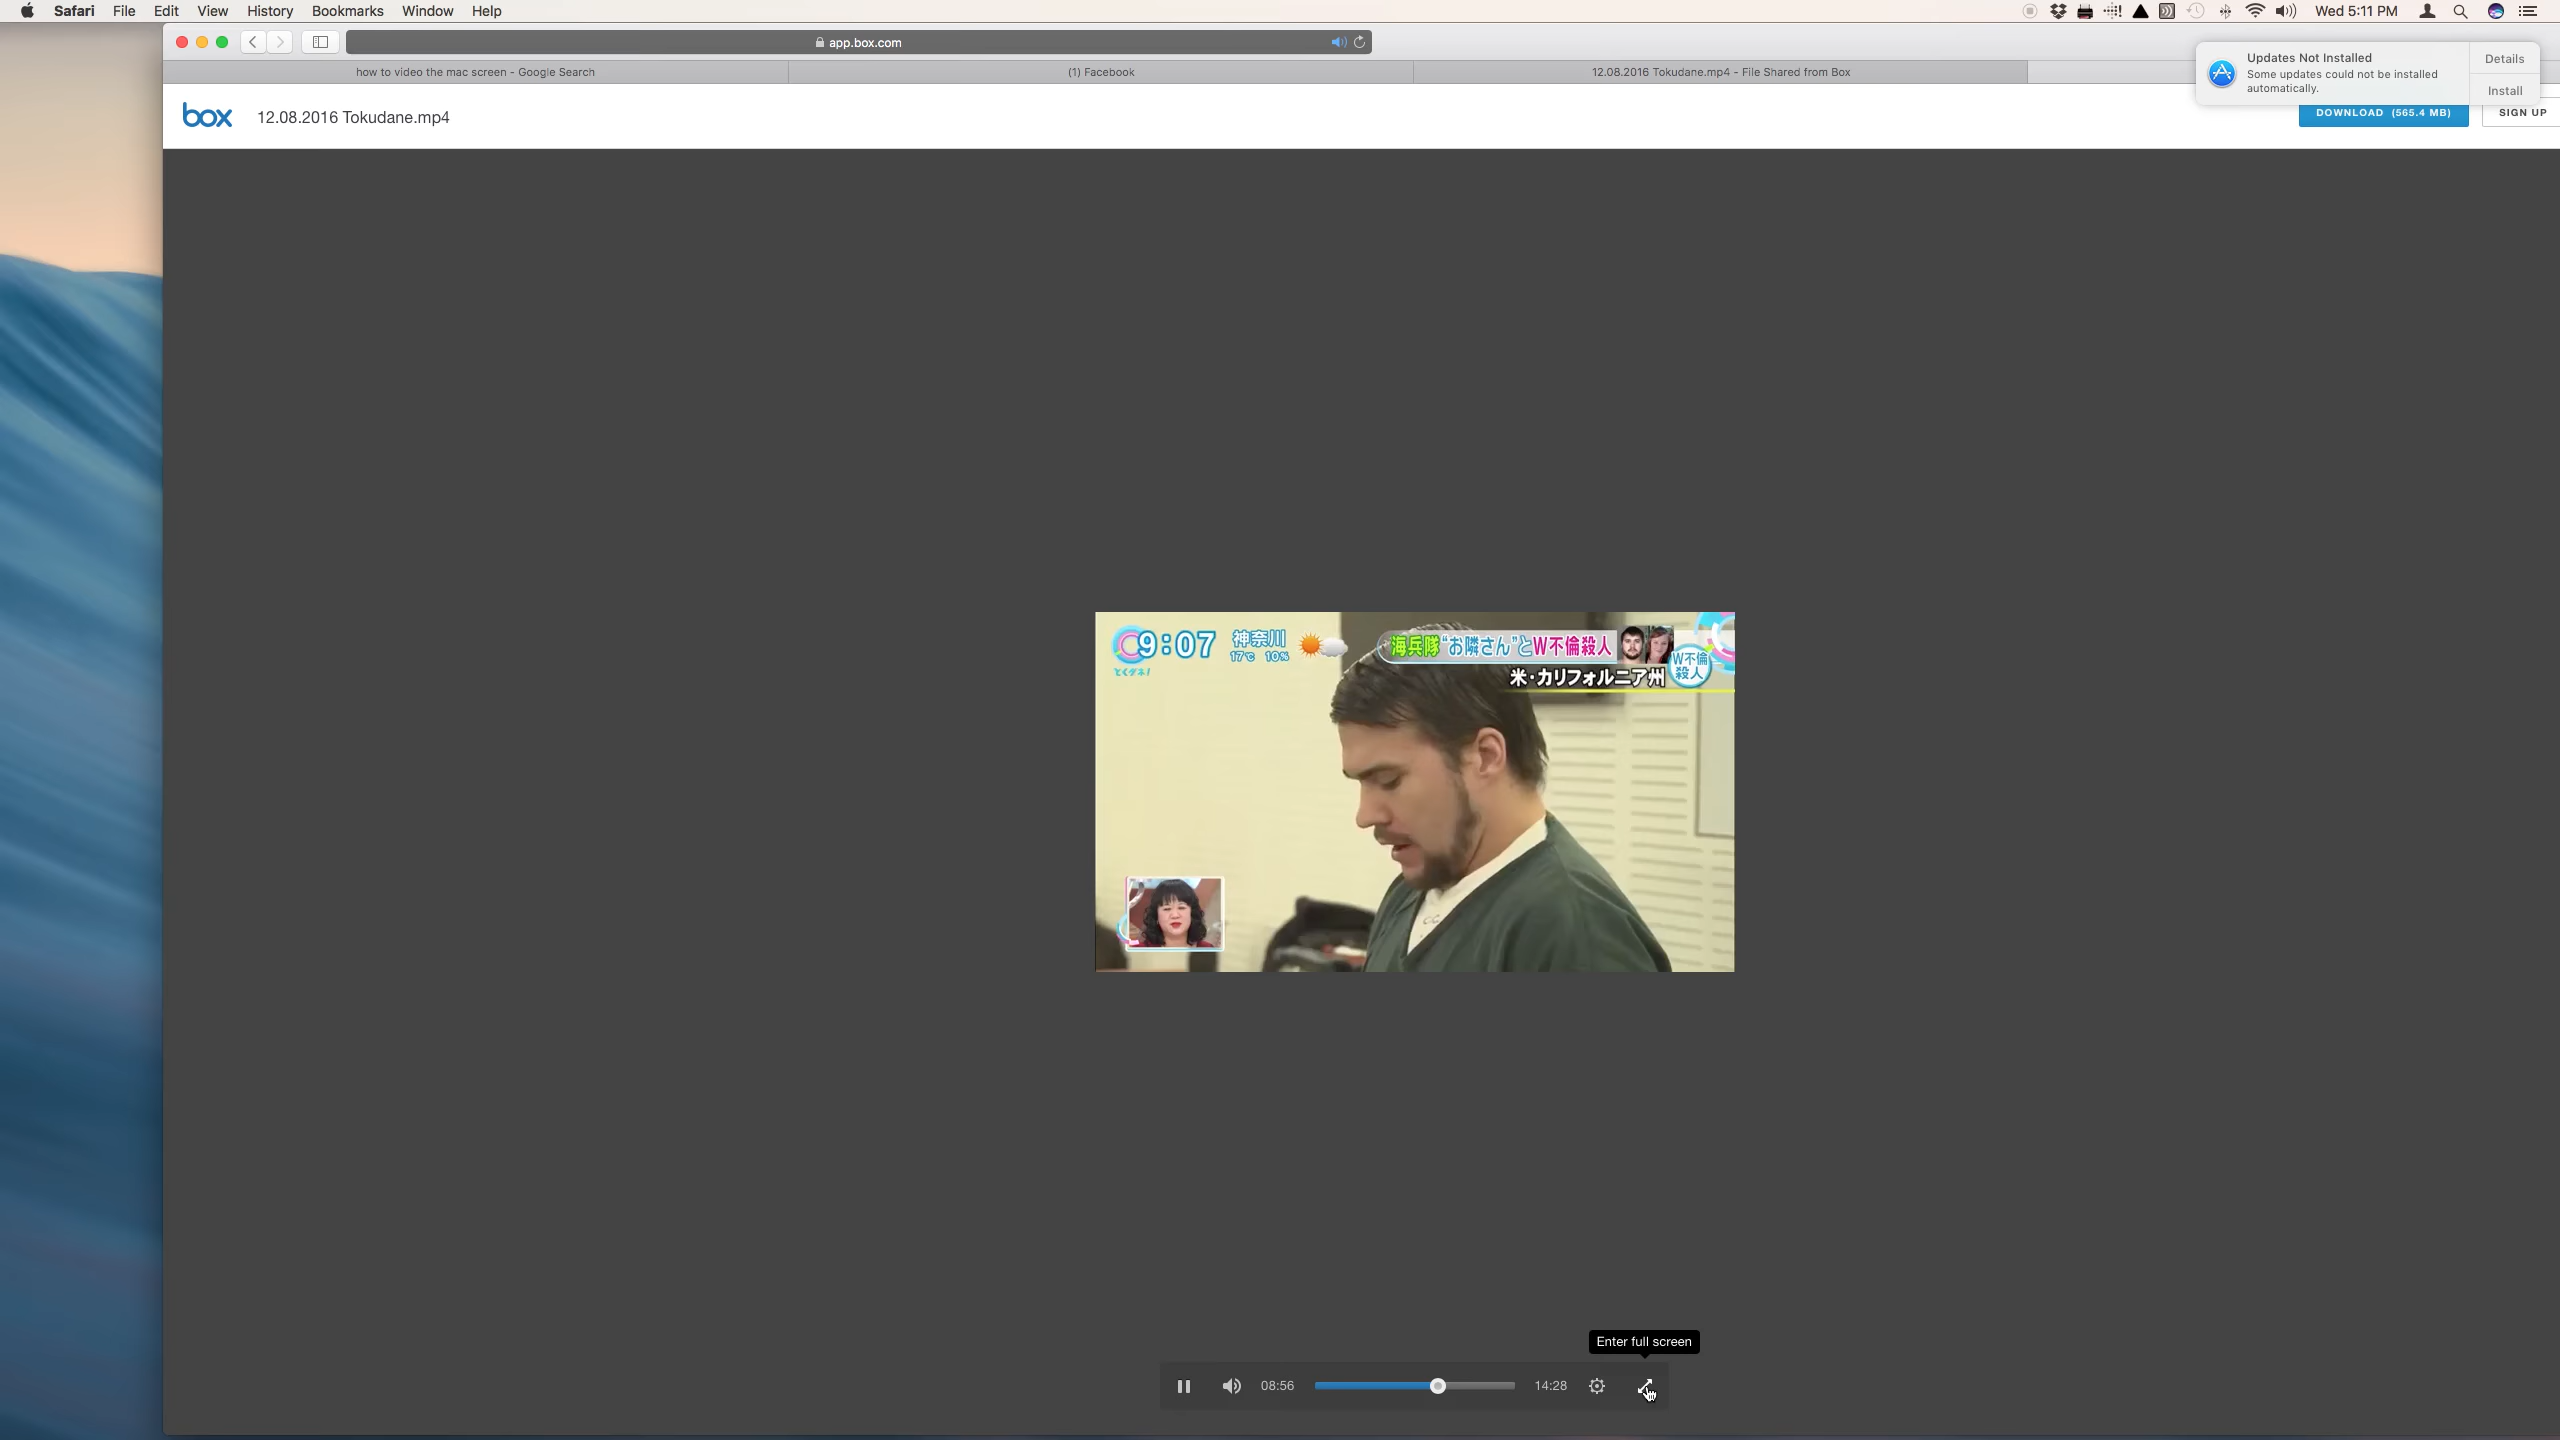 Safari File Edit View History Bookmarks Window Help
Wed 5:11 PM
app.box.com
how to video the mac screen - Google Search
(1) Facebook
12.08.2016 Tokudane.mp4 - File Shared from Box
Updates Not Installed
Some updates could not be installed
automatically.
Details
Install
box
12.08.2016 Tokudane.mp4
DOWNLOAD (565.4 MB)
SIGN UP
9:07
神奈川
17℃ 10%
とくダネ!
海兵隊“お隣さん”とW不倫殺人
米・カリフォルニア州
W不倫
殺人
Enter full screen
08:56
14:28